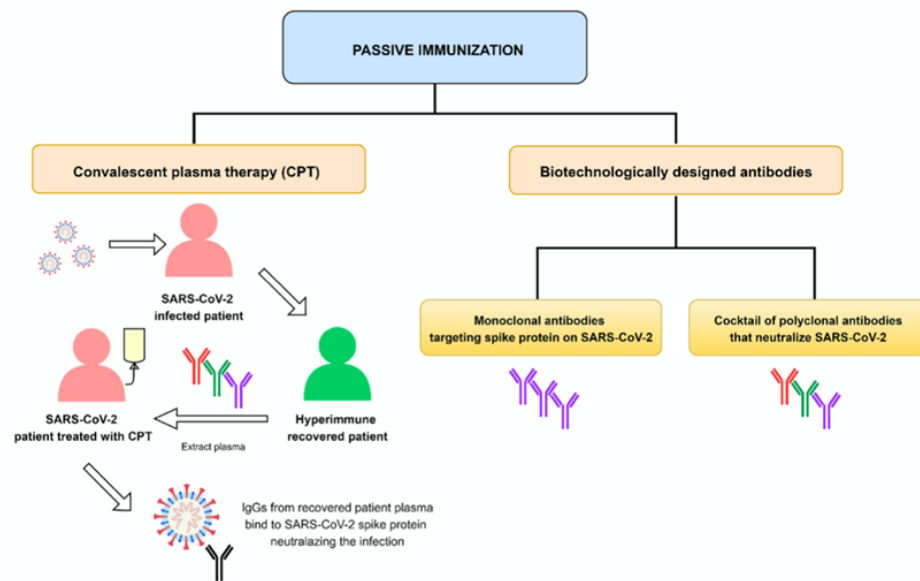 PASSIVE IMMUNIZATION
Convalescent plasma therapy (CPT)
Biotechnologically designed antibodies
SARS-CoV-2
infected patient
Monoclonal antibodies
targeting spike protein on SARS-CoV-2
Cocktail of polyclonal antibodies
that neutralize SARS-CoV-2
SARS-CoV-2
patient treated with CPT
Extract plasma
Hyperimmune
recovered patient
IgGs from recovered patient plasma
bind to SARS-CoV-2 spike protein
neutralazing the infection